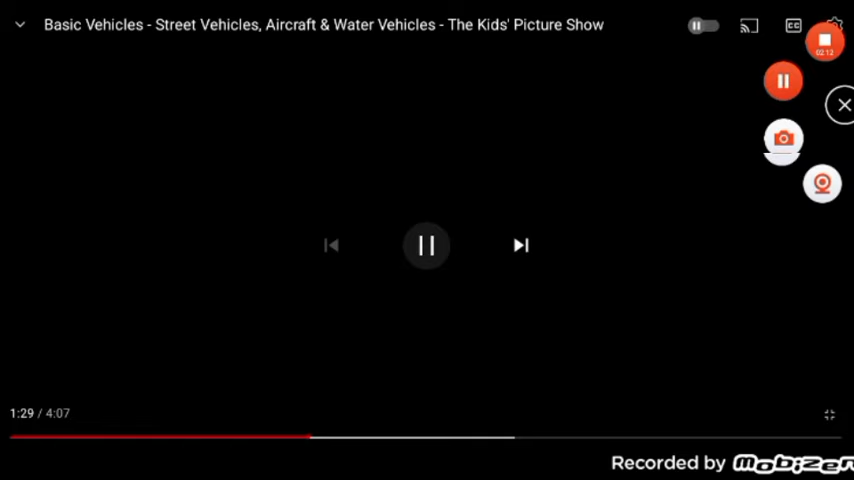 Basic Vehicles - Street Vehicles, Aircraft & Water Vehicles - The Kids' Picture Show
CC
02:12
1:29 / 4:07
Recorded by Mobizen